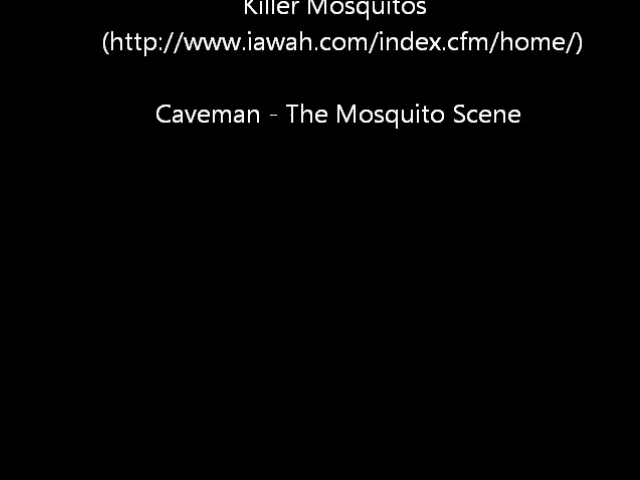 Killer Mosquitos
(http://www.iawah.com/index.cfm/home/)
Caveman - The Mosquito Scene